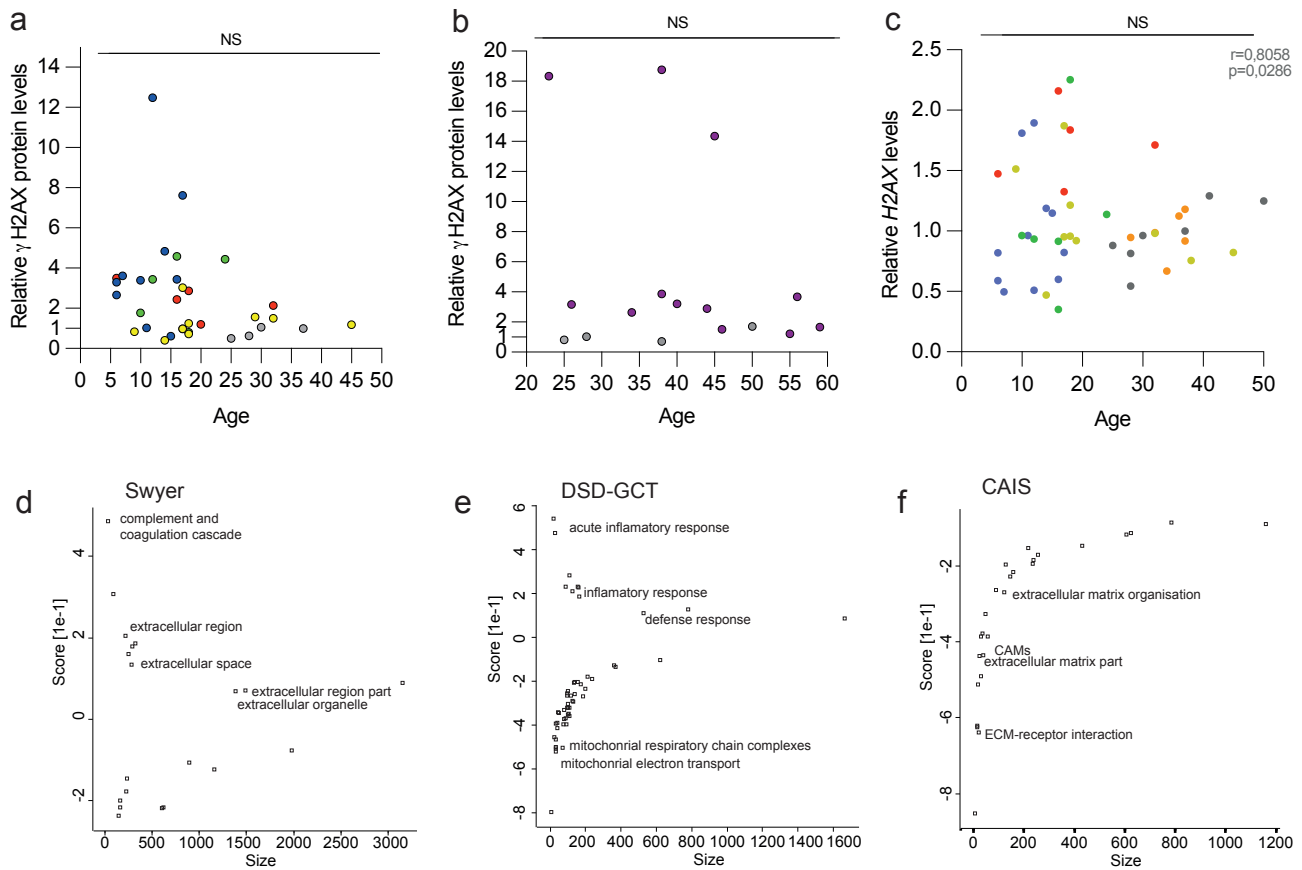 a
NS
Relative γ H2AX protein levels
14
12
10
8
6
4
2
1
0
0 5 10 15 20 25 30 35 40 45 50
Age
b
NS
Relative γ H2AX protein levels
20
18
16
14
12
10
8
6
4
2
1
0
20 25 30 35 40 45 50 55 60
Age
c
NS
r=0,8058
p=0,0286
Relative H2AX levels
2.5
2.0
1.5
1.0
0.5
0.0
0 10 20 30 40 50
Age
d
Swyer
complement and
coagulation cascade
extracellular region
extracellular space
extracellular region part
extracellular organelle
Score [1e-1]
4
2
0
-2
0 500 1000 1500 2000 2500 3000
Size
e
DSD-GCT
acute inflamatory response
inflamatory response
defense response
mitochonrial respiratory chain complexes
mitochonrial electron transport
Score [1e-1]
6
4
2
0
-2
-4
-6
-8
0 200 400 600 800 1000 1200 1400 1600
Size
f
CAIS
extracellular matrix organisation
CAMs
extracellular matrix part
ECM-receptor interaction
Score [1e-1]
-2
-4
-6
-8
0 200 400 600 800 1000 1200
Size